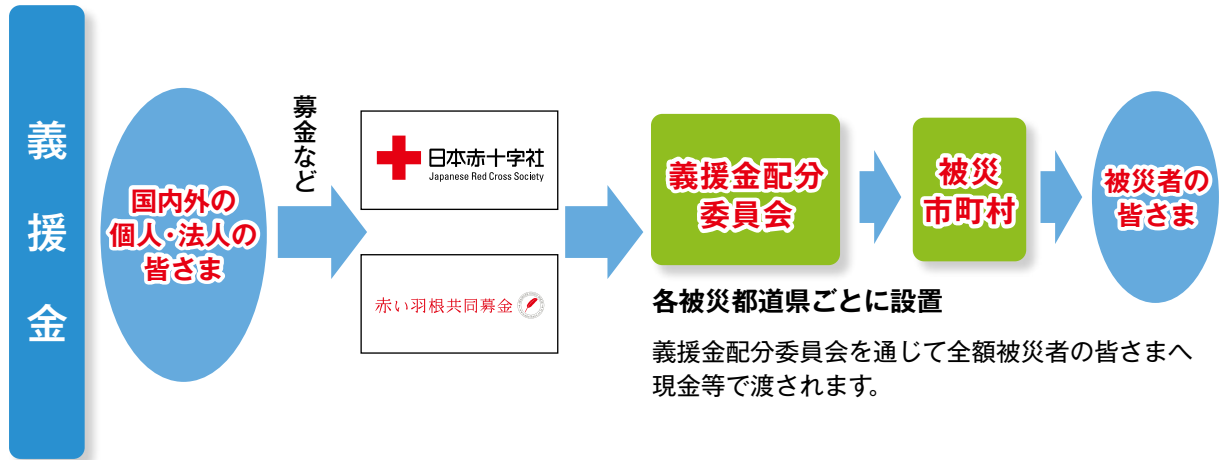 義援金
国内外の
個人・法人の
皆さま
募金など
日本赤十字社
Japanese Red Cross Society
赤い羽根共同募金
義援金配分
委員会
被災
市町村
被災者の
皆さま
各被災都道県ごとに設置
義援金配分委員会を通じて全額被災者の皆さまへ
現金等で渡されます。